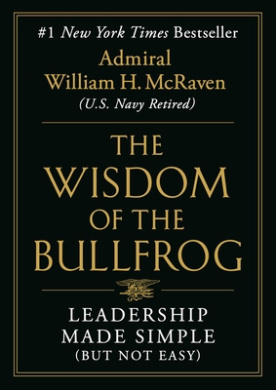 #1 New York Times Bestseller
Admiral
William H. McRaven
(U.S. Navy Retired)
THE
WISDOM
OF THE
BULLFROG
LEADERSHIP
MADE SIMPLE
(BUT NOT EASY)